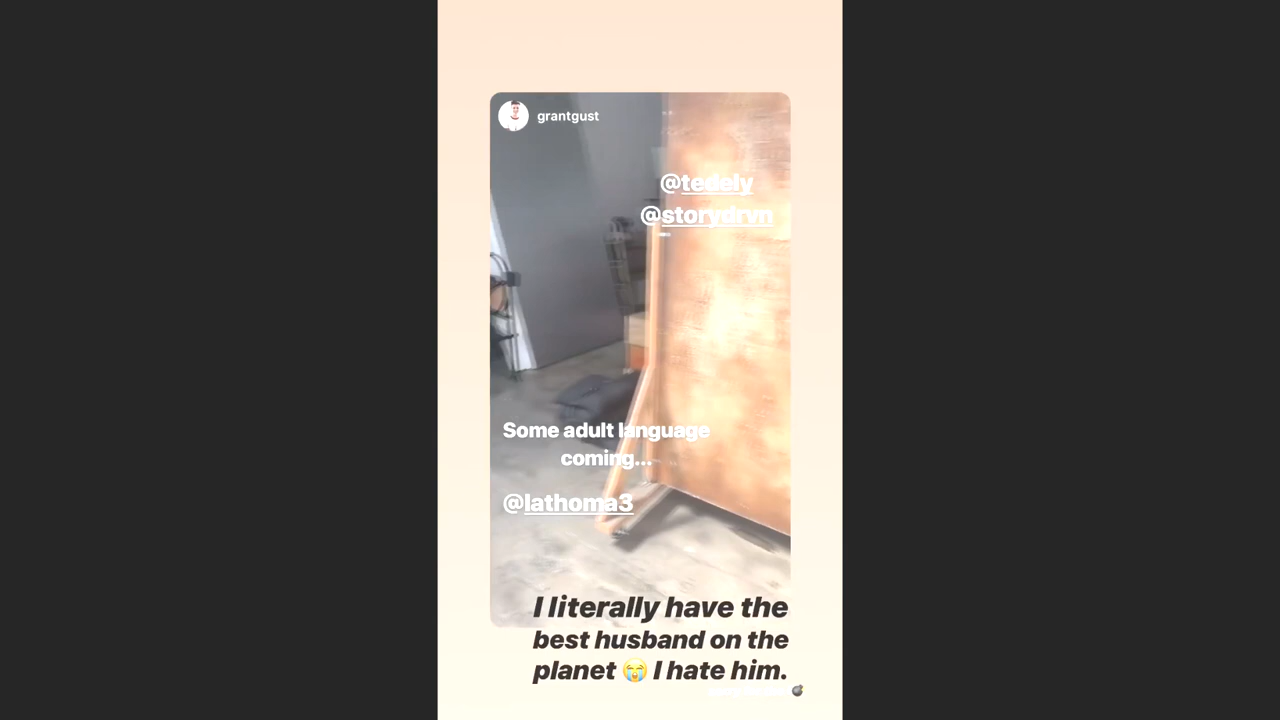 grantgust
@tedely
@storydrvn
Some adult language
coming...
@lathoma3
I literally have the
best husband on the
planet 😭 I hate him.
💣